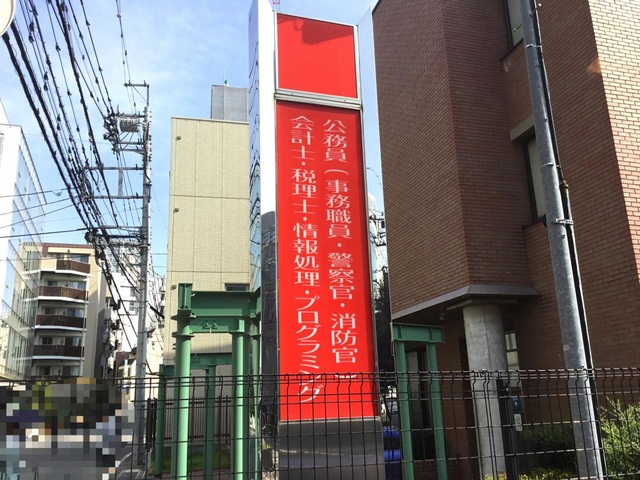 公務員(事務職員・警察官・消防官)
会計士・税理士・情報処理・プログラミング